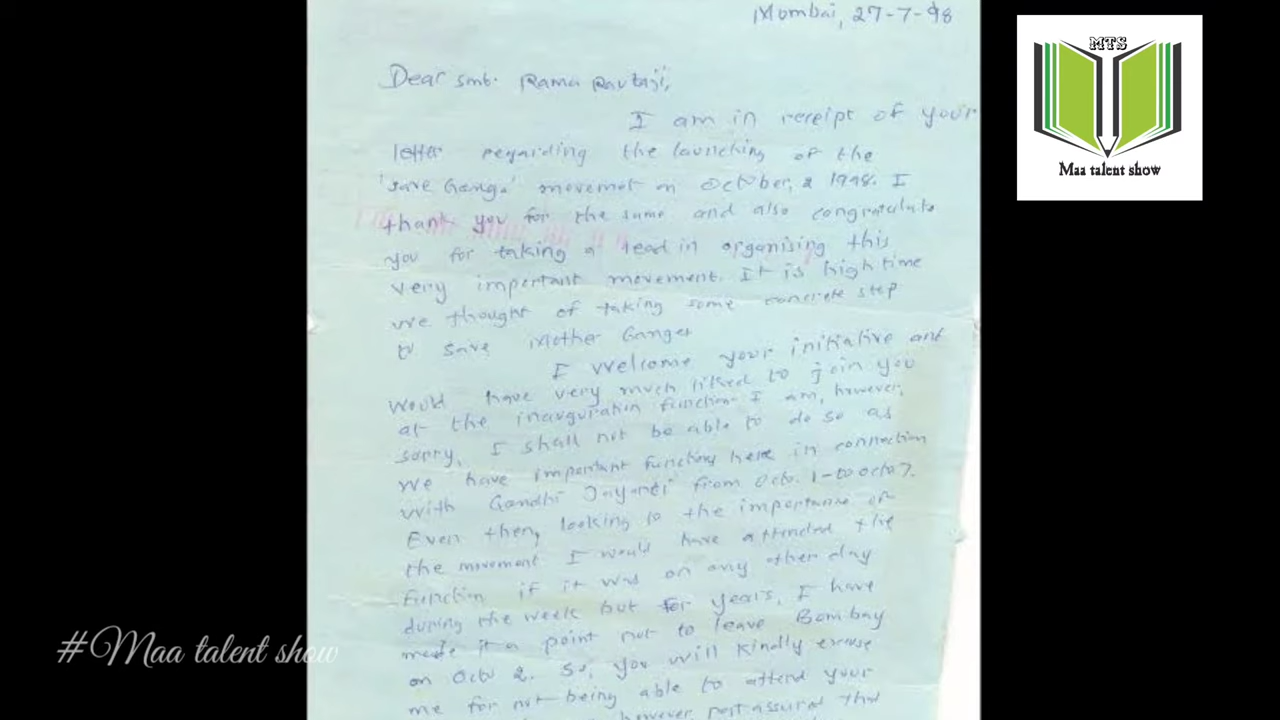 Mombai, 27-7-98
MTS
Maa talent show
Dear Smt. Rama Rautaji,
I am in receipt of your
letter regarding the launching of the
'save Ganga' movemet on October, 2 1998. I
thank you for the same and also congratulate
you for taking a lead in organising this
very important movement. It is high time
we thought of taking some concrete step
to save Mother Ganges
I welcome your initiative and
would have very much liked to join you
at the inauguration function. I am, however,
sorry, I shall not be able to do so as
we have important functions here in connection
with Gandhi Jayanti from Octo. 1-to Octo 7.
Even then, looking to the importance of
the movement I would have attended the
function if it was on any other day
during the week but for years, I have
made it a point not to leave Bombay
on Octo 2. So, you will kindly excuse
me for not being able to attend your
however rest assured that
#Maa talent show